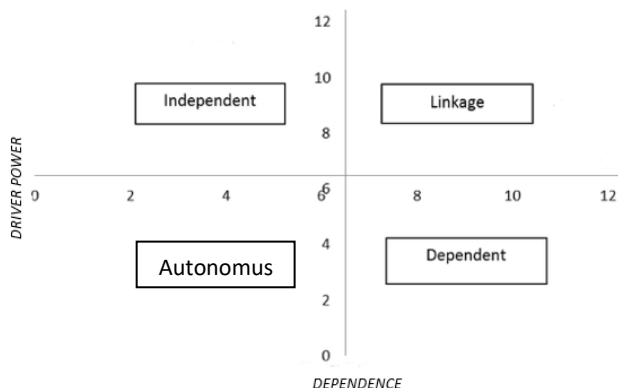 12
10
Independent
Linkage
8
DRIVER POWER
0 2 4 6 6 8 10 12
4
Autonomus
Dependent
2
0
DEPENDENCE